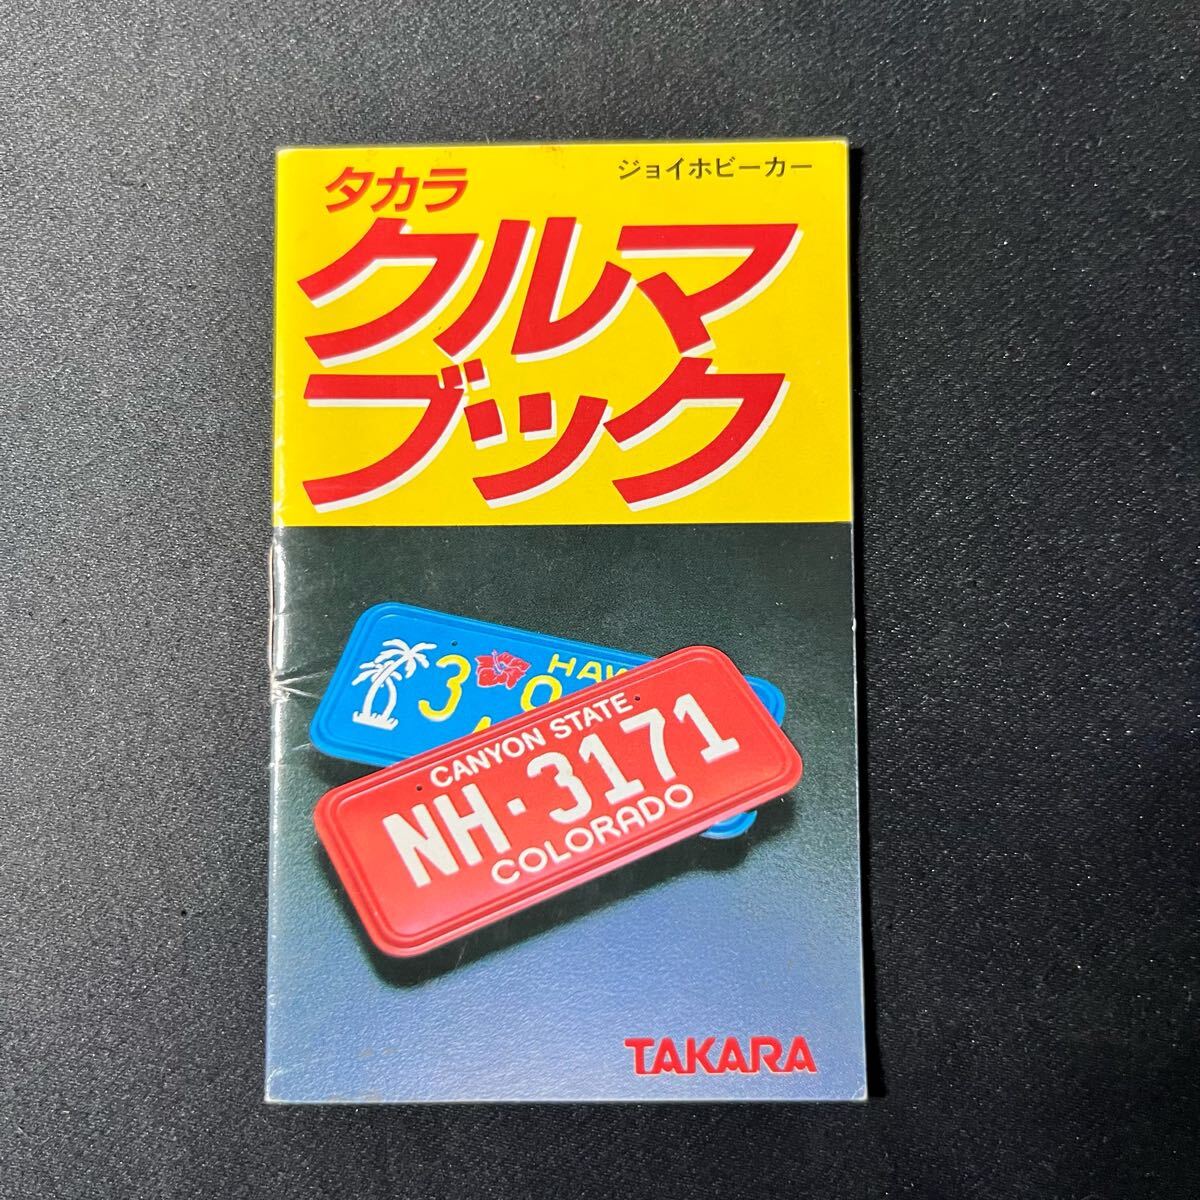 ジョイホビーカー
タカラ
クルマ
ブック
3
CANYON STATE
NH-3171
COLORADO
TAKARA